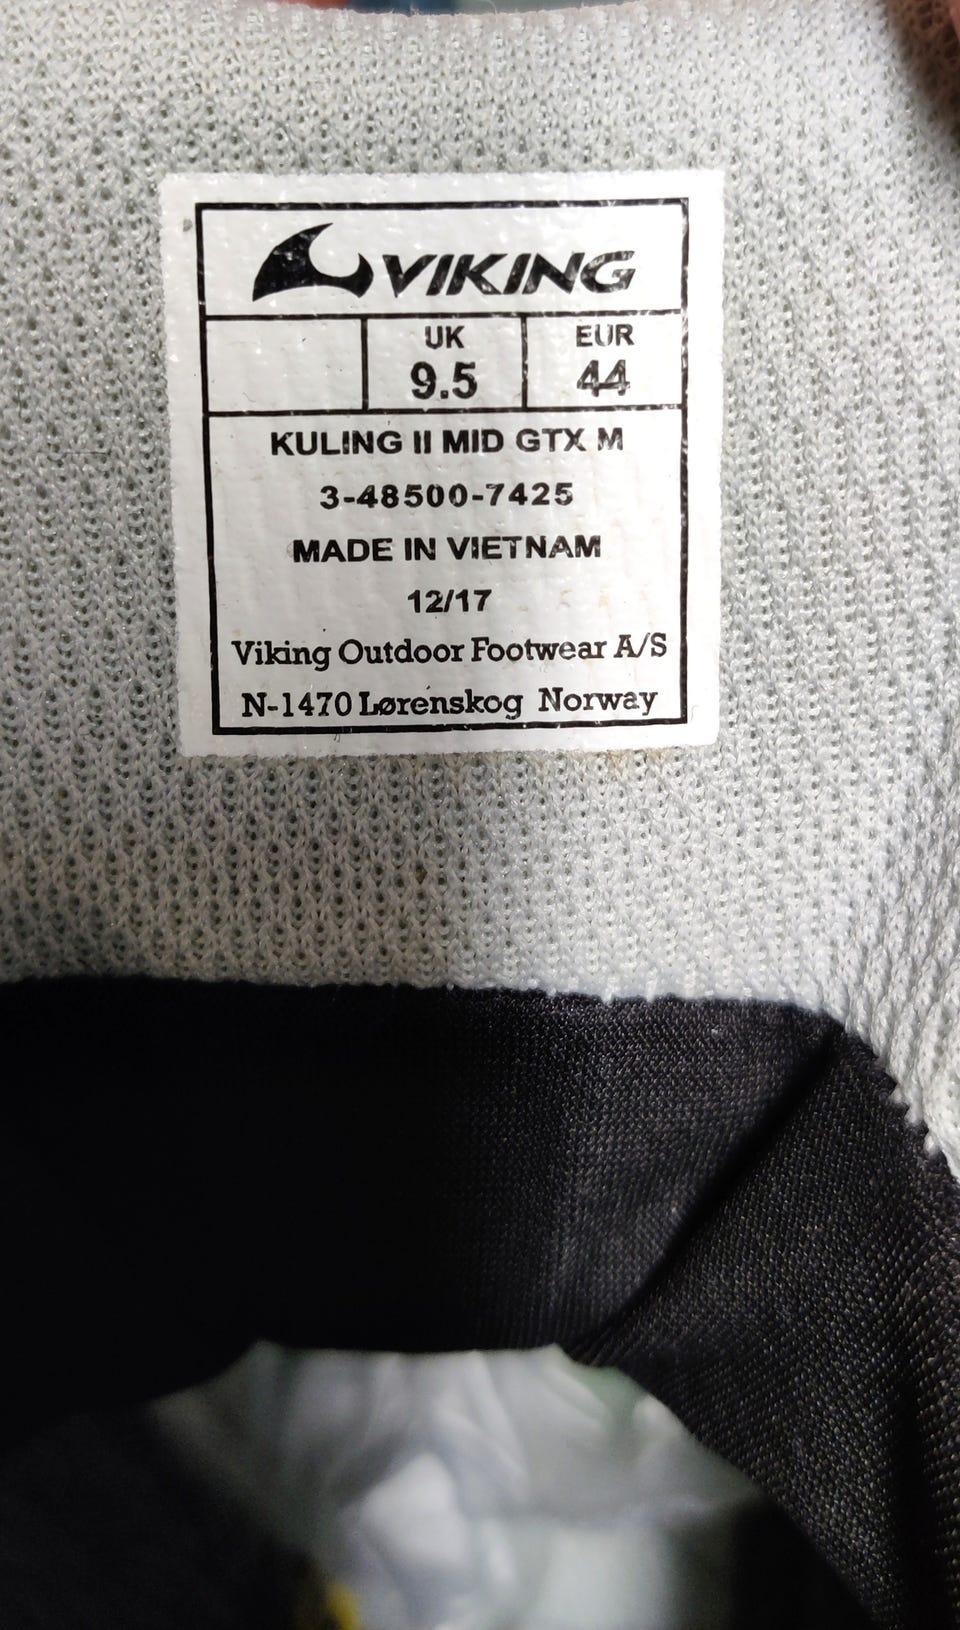 VIKING
UK EUR
9.5 44
KULING II MID GTX M
3-48500-7425
MADE IN VIETNAM
12/17
Viking Outdoor Footwear A/S
N-1470 Lørenskog Norway